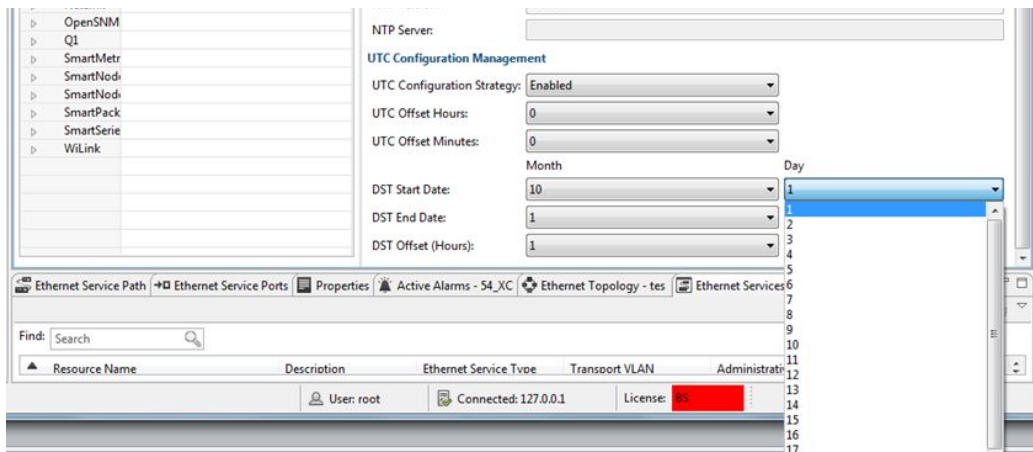 OpenSNM
Q1
SmartMetr
SmartNode
SmartNode
SmartPack
SmartSerie
WiLink
NTP Server:
UTC Configuration Management
UTC Configuration Strategy: Enabled
UTC Offset Hours: 0
UTC Offset Minutes: 0
Month Day
DST Start Date: 10 1
DST End Date: 1
DST Offset (Hours): 1
1
2
3
4
5
6
7
8
9
10
11
12
13
14
15
16
17
Ethernet Service Path Ethernet Service Ports Properties Active Alarms - 54_XC Ethernet Topology - tes Ethernet Services
Find: Search
Resource Name Description Ethernet Service Type Transport VLAN Administrati
User: root Connected: 127.0.0.1 License: BS